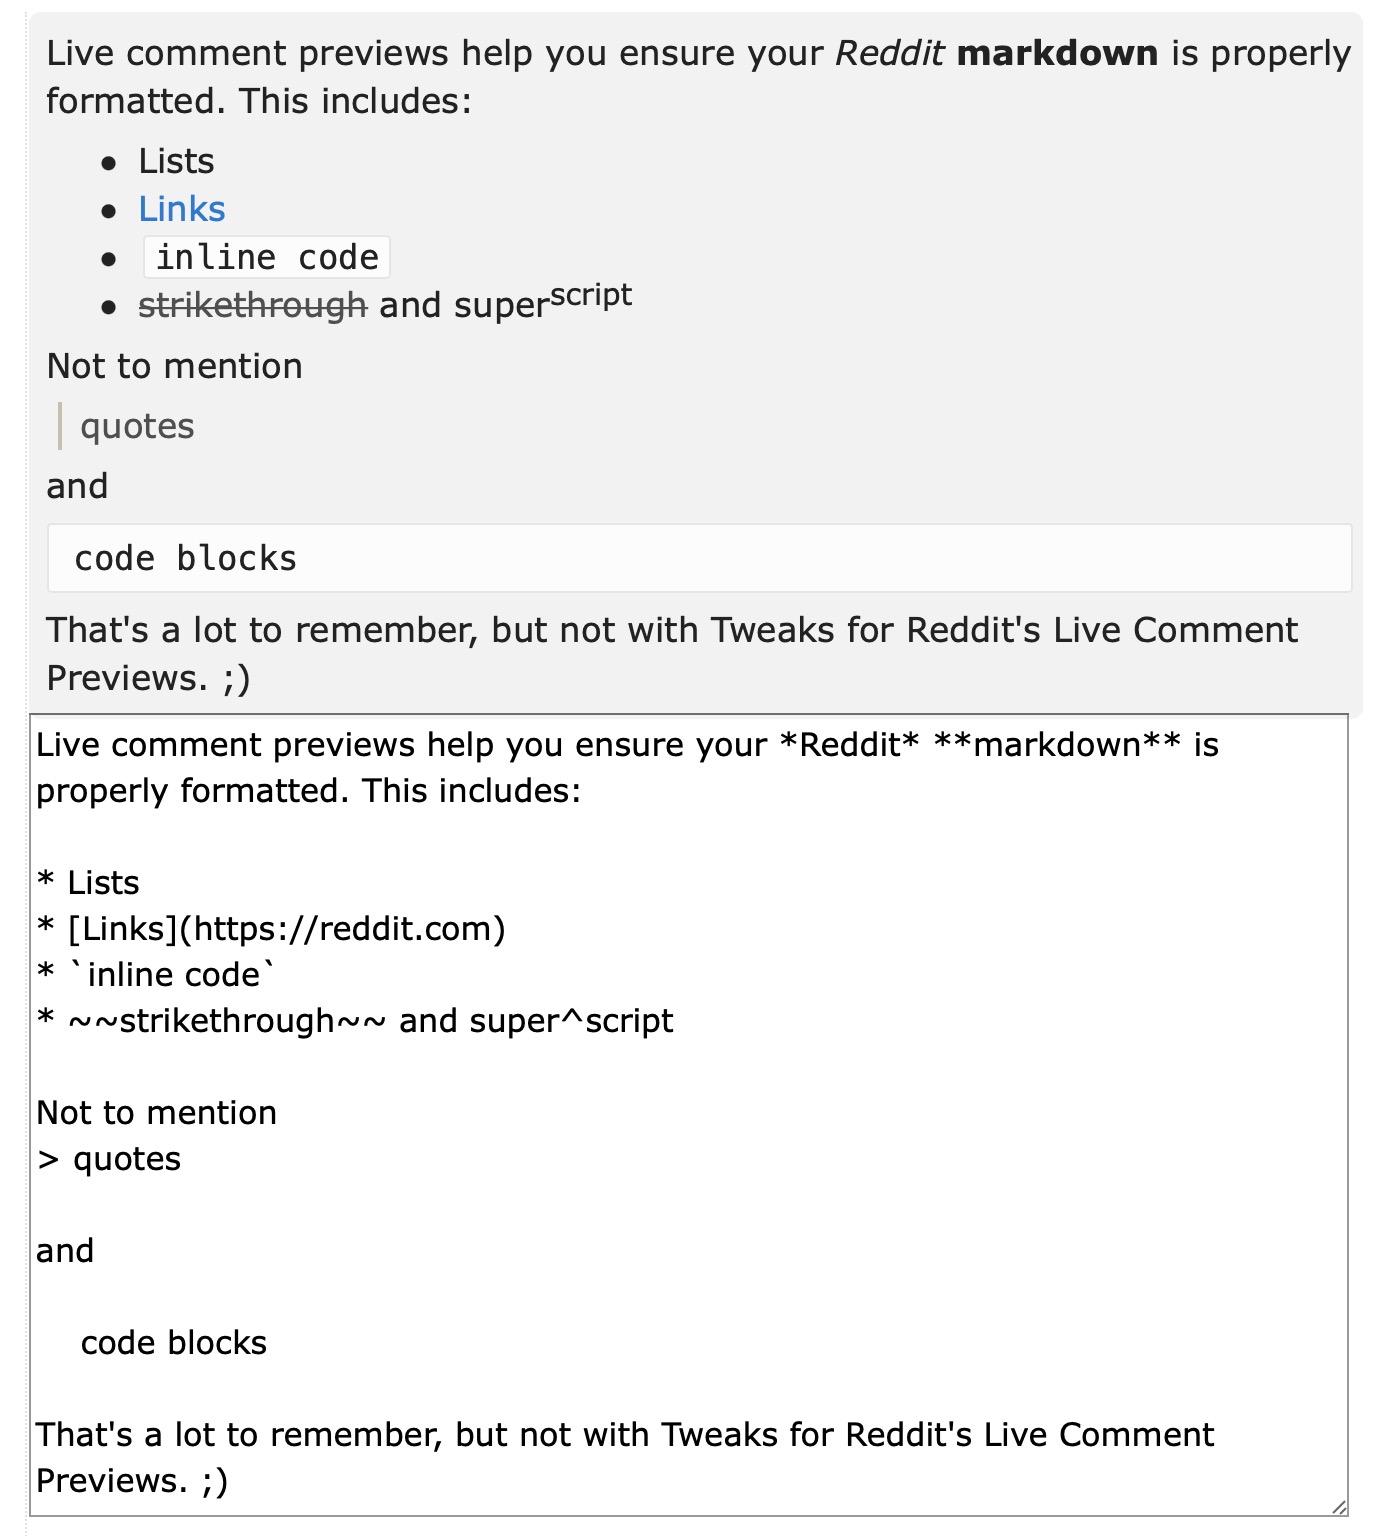 Live comment previews help you ensure your Reddit markdown is properly
formatted. This includes:
• Lists
• Links
• inline code
• strikethrough and superscript
Not to mention
quotes
and
code blocks
That's a lot to remember, but not with Tweaks for Reddit's Live Comment
Previews. ;)
Live comment previews help you ensure your *Reddit* **markdown** is
properly formatted. This includes:
* Lists
* [Links](https://reddit.com)
* `inline code`
* ~~strikethrough~~ and super^script
Not to mention
> quotes
and
    code blocks
That's a lot to remember, but not with Tweaks for Reddit's Live Comment
Previews. ;)